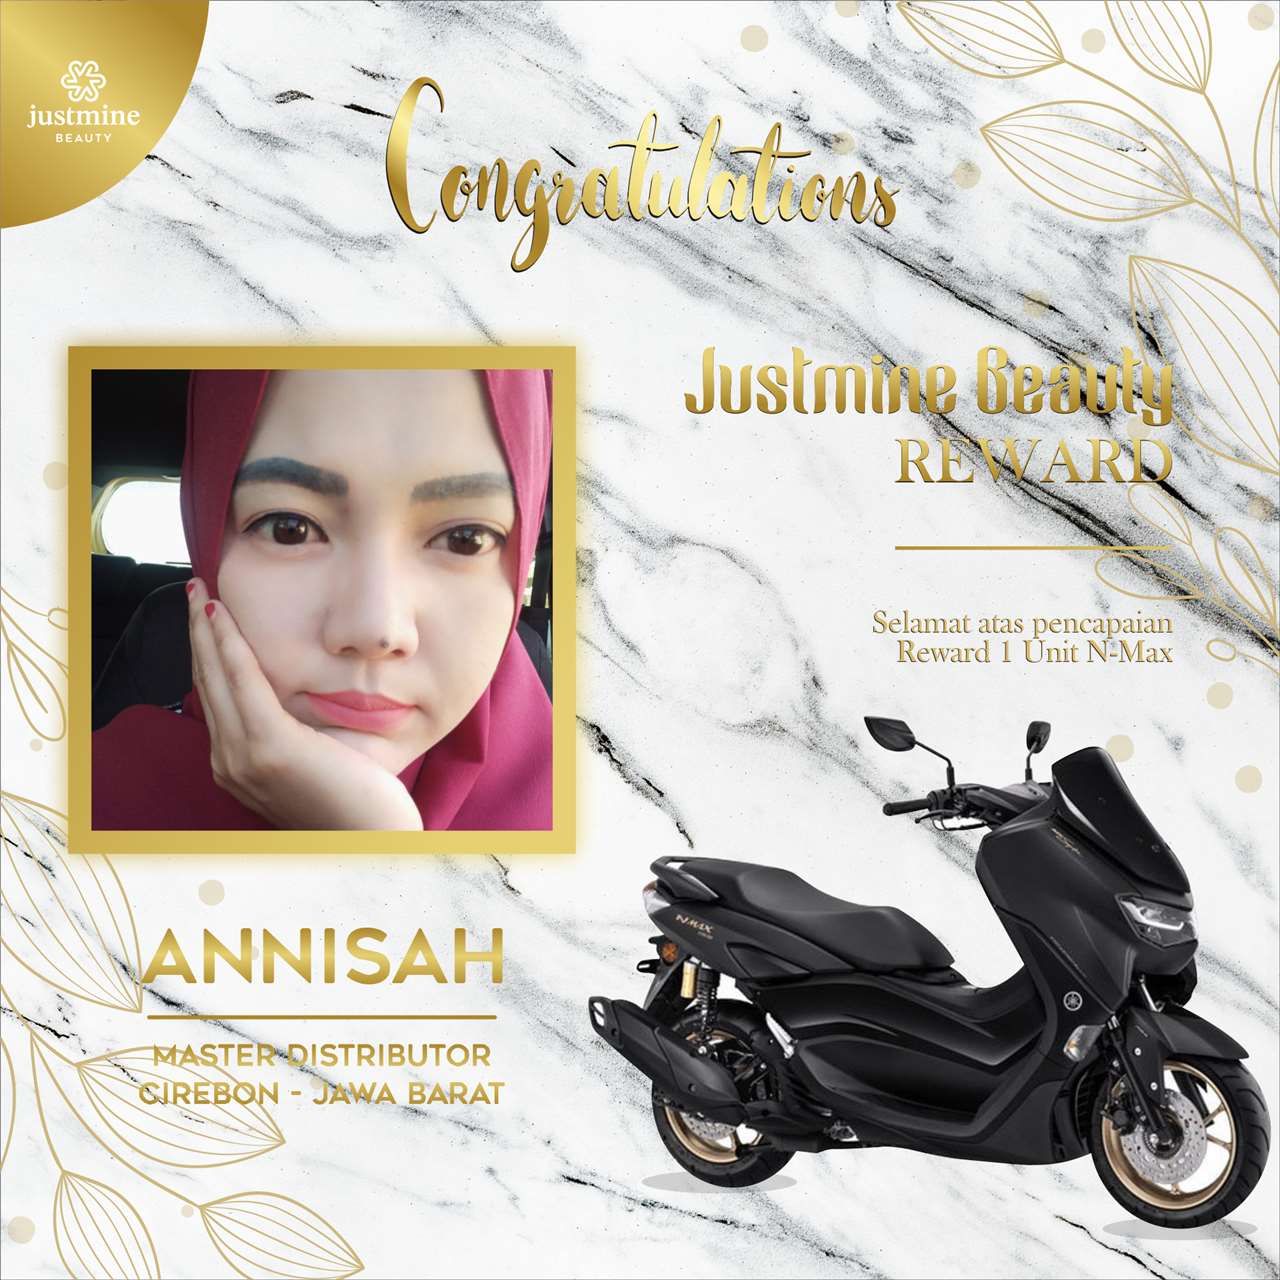 justmine
BEAUTY
Congratulations
Justmine Beauty
REWARD
Selamat atas pencapaian
Reward 1 Unit N-Max
N-MAX
ANNISAH
MASTER DISTRIBUTOR
CIREBON - JAWA BARAT